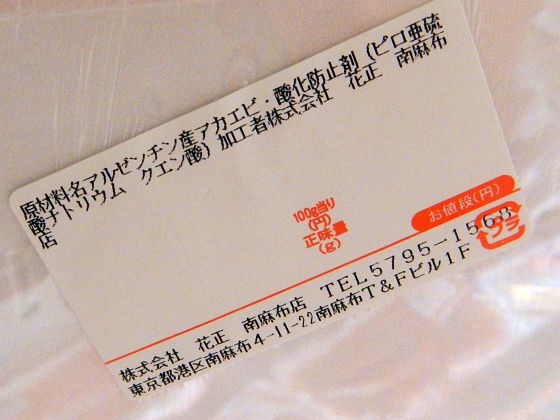 原材料名アルゼンチン産アカエビ・酸化防止剤(ピロ亜硫
酸ナトリウム　クエン酸)加工者株式会社　花正　南麻布
店
100g当り
(円)
正味量
(g)
お値段(円)
プラ
株式会社　花正　南麻布店　TEL5795-1568
東京都港区南麻布4-11-22南麻布T&Fビル1F